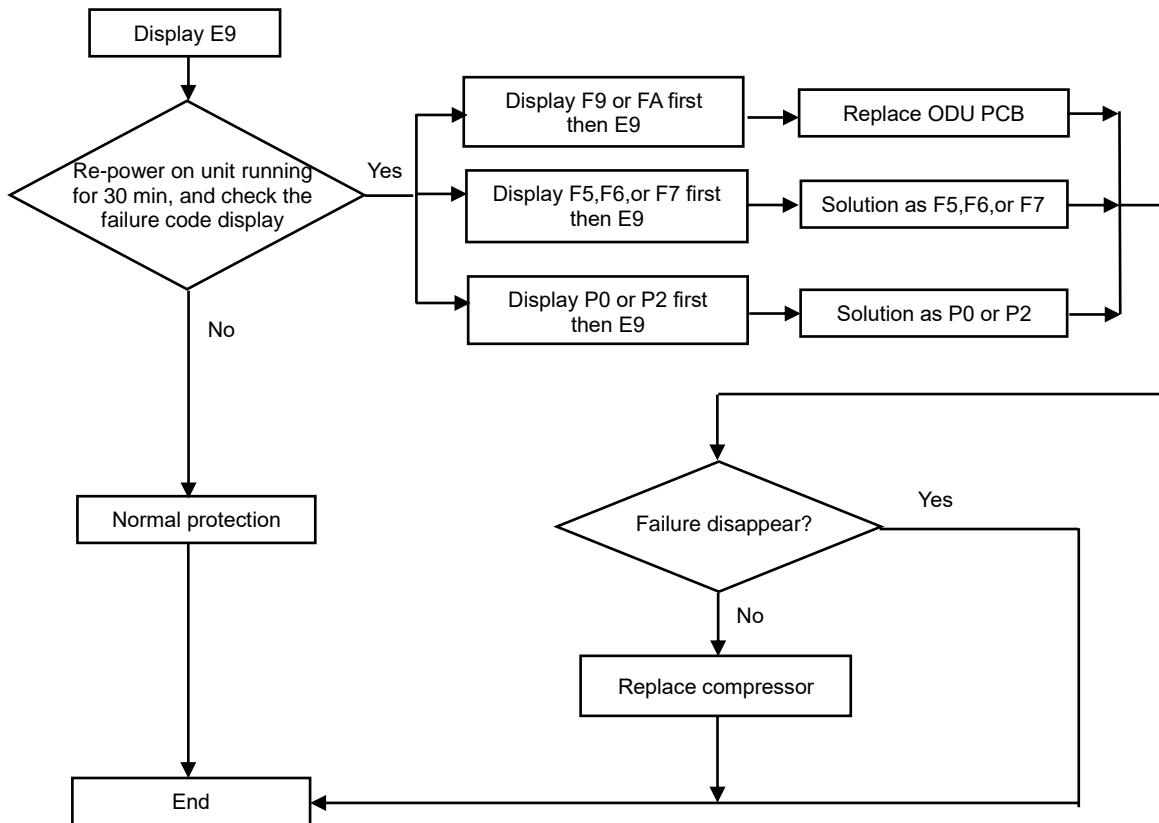 Display E9
Re-power on unit running
for 30 min, and check the
failure code display
Yes
No
Display F9 or FA first
then E9
Replace ODU PCB
Display F5,F6,or F7 first
then E9
Solution as F5,F6,or F7
Display P0 or P2 first
then E9
Solution as P0 or P2
Normal protection
Failure disappear?
Yes
No
Replace compressor
End